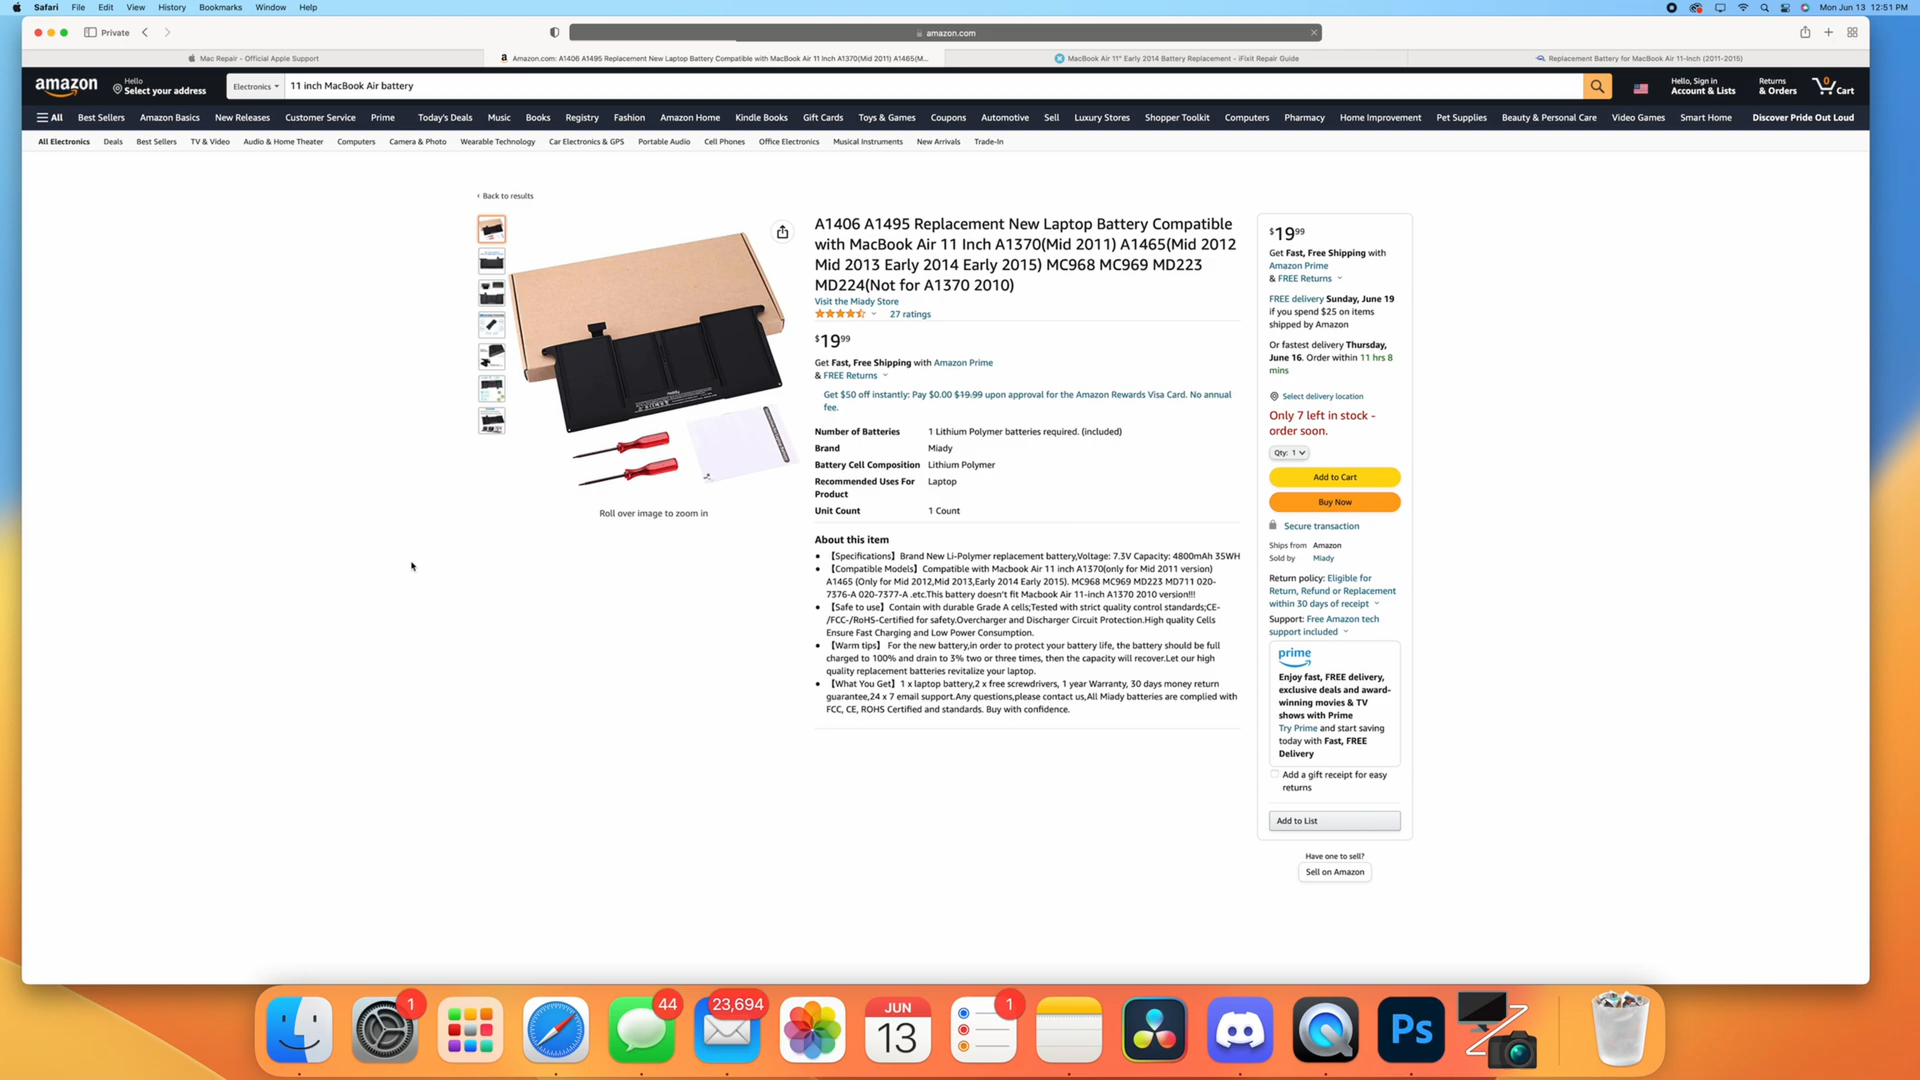 Safari File Edit View History Bookmarks Window Help
Mon Jun 13 12:51 PM
Private
amazon.com
Mac Repair - Official Apple Support
Amazon.com: A1406 A1495 Replacement New Laptop Battery Compatible with MacBook Air 11 Inch A1370(Mid 2011) A1465(M...
MacBook Air 11" Early 2014 Battery Replacement - iFixit Repair Guide
Replacement Battery for MacBook Air 11-Inch (2011-2015)
amazon
Hello
Select your address
Electronics
11 inch MacBook Air battery
Hello, Sign in
Account & Lists
Returns
& Orders
0
Cart
All Best Sellers Amazon Basics New Releases Customer Service Prime Today's Deals Music Books Registry Fashion Amazon Home Kindle Books Gift Cards Toys & Games Coupons Automotive Sell Luxury Stores Shopper Toolkit Computers Pharmacy Home Improvement Pet Supplies Beauty & Personal Care Video Games Smart Home Discover Pride Out Loud
All Electronics Deals Best Sellers TV & Video Audio & Home Theater Computers Camera & Photo Wearable Technology Car Electronics & GPS Portable Audio Cell Phones Office Electronics Musical Instruments New Arrivals Trade-In
‹ Back to results
Roll over image to zoom in
A1406 A1495 Replacement New Laptop Battery Compatible
with MacBook Air 11 Inch A1370(Mid 2011) A1465(Mid 2012
Mid 2013 Early 2014 Early 2015) MC968 MC969 MD223
MD224(Not for A1370 2010)
Visit the Miady Store
27 ratings
$19 99
Get Fast, Free Shipping with Amazon Prime
& FREE Returns
Get $50 off instantly: Pay $0.00 $19.99 upon approval for the Amazon Rewards Visa Card. No annual
fee.
Number of Batteries 1 Lithium Polymer batteries required. (included)
Brand Miady
Battery Cell Composition Lithium Polymer
Recommended Uses For Laptop
Product
Unit Count 1 Count
About this item
• 【Specifications】Brand New Li-Polymer replacement battery,Voltage: 7.3V Capacity: 4800mAh 35WH
• 【Compatible Models】Compatible with Macbook Air 11 inch A1370(only for Mid 2011 version)
A1465 (Only for Mid 2012,Mid 2013,Early 2014 Early 2015). MC968 MC969 MD223 MD711 020-
7376-A 020-7377-A .etc.This battery doesn't fit Macbook Air 11-inch A1370 2010 version!!!
• 【Safe to use】Contain with durable Grade A cells;Tested with strict quality control standards;CE-
/FCC-/RoHS-Certified for safety.Overcharger and Discharger Circuit Protection.High quality Cells
Ensure Fast Charging and Low Power Consumption.
• 【Warm tips】 For the new battery,in order to protect your battery life, the battery should be full
charged to 100% and drain to 3% two or three times, then the capacity will recover.Let our high
quality replacement batteries revitalize your laptop.
• 【What You Get】1 x laptop battery,2 x free screwdrivers, 1 year Warranty, 30 days money return
guarantee,24 x 7 email support.Any questions,please contact us,All Miady batteries are complied with
FCC, CE, ROHS Certified and standards. Buy with confidence.
$19 99
Get Fast, Free Shipping with
Amazon Prime
& FREE Returns
FREE delivery Sunday, June 19
if you spend $25 on items
shipped by Amazon
Or fastest delivery Thursday,
June 16. Order within 11 hrs 8
mins
Select delivery location
Only 7 left in stock -
order soon.
Qty: 1
Add to Cart
Buy Now
Secure transaction
Ships from Amazon
Sold by Miady
Return policy: Eligible for
Return, Refund or Replacement
within 30 days of receipt
Support: Free Amazon tech
support included
prime
Enjoy fast, FREE delivery,
exclusive deals and award-
winning movies & TV
shows with Prime
Try Prime and start saving
today with Fast, FREE
Delivery
Add a gift receipt for easy
returns
Add to List
Have one to sell?
Sell on Amazon
1 44 23,694 JUN 13 1 Ps